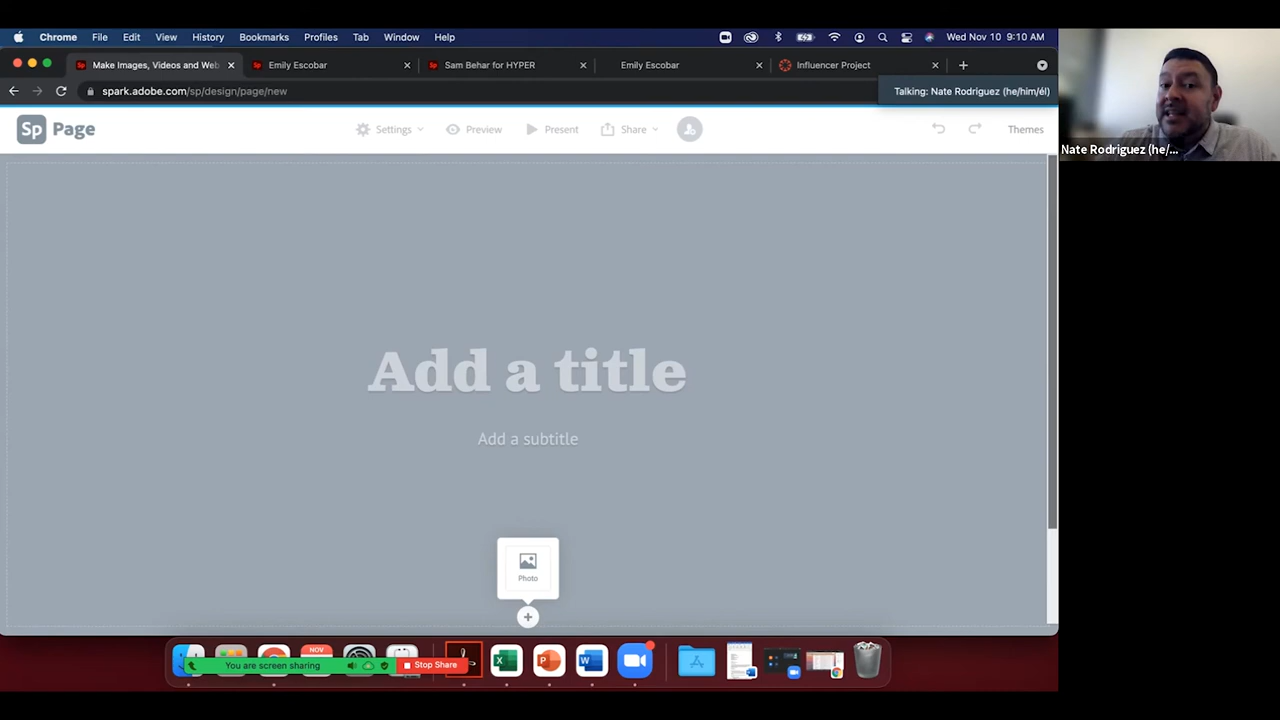 Chrome File Edit View History Bookmarks Profiles Tab Window Help Wed Nov 10 9:10 AM
Make Images, Videos and Web Emily Escobar Sam Behar for HYPER Emily Escobar Influencer Project
spark.adobe.com/sp/design/page/new
Talking: Nate Rodriguez (he/him/él)
Sp Page Settings Preview Present Share Themes
Nate Rodriguez (he/...
Add a title
Add a subtitle
Photo
NOV
You are screen sharing Stop Share